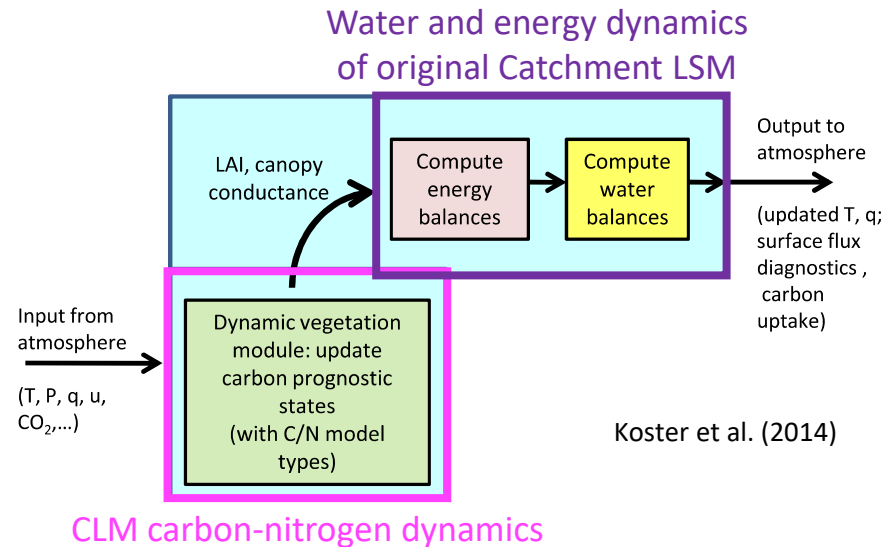 Water and energy dynamics
of original Catchment LSM
LAI, canopy
conductance
Compute
energy
balances
Compute
water
balances
Output to
atmosphere
(updated T, q;
surface flux
diagnostics ,
carbon
uptake)
Input from
atmosphere
(T, P, q, u,
CO₂,...)
Dynamic vegetation
module: update
carbon prognostic
states
(with C/N model
types)
Koster et al. (2014)
CLM carbon-nitrogen dynamics